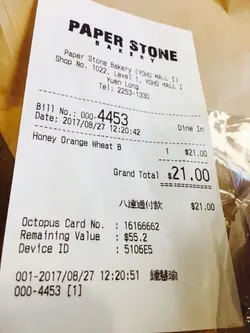 PAPER STONE
BAKERY
Paper Stone Bakery (YOHO MALL I)
Shop No. 1022, Level 1, YOHO MALL I
Yuen Long
Tel: 2253-1330
Bill No.: 000-4453
Date : 2017/08/27 12:20:42 Dine In
Honey Orange Wheat B 1 $21.00
Grand Total $21.00
八達通付款 $21.00
Octopus Card No. : 16166662
Remaining Value : $55.2
Device ID : 5106E5
001-2017/08/27 12:20:51 鍾慧瑜
000-4453 [1]